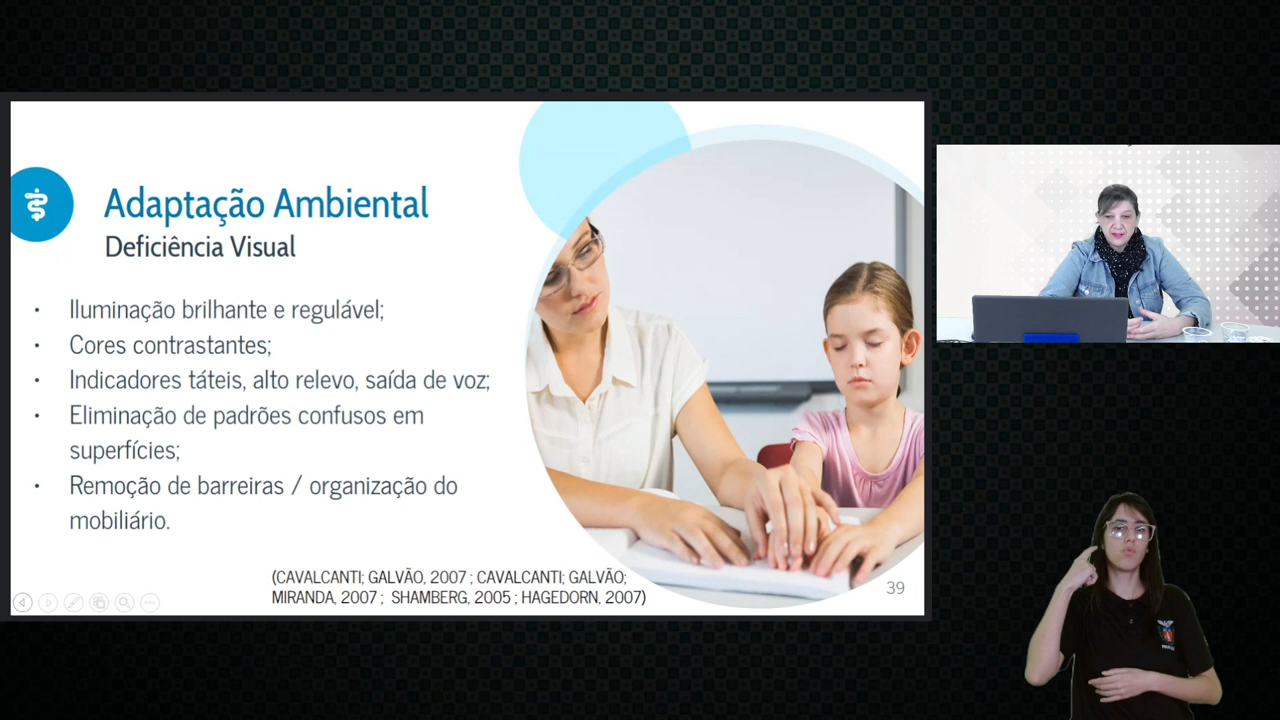 Adaptação Ambiental
Deficiência Visual
• Iluminação brilhante e regulável;
• Cores contrastantes;
• Indicadores táteis, alto relevo, saída de voz;
• Eliminação de padrões confusos em
superfícies;
• Remoção de barreiras / organização do
mobiliário.
(CAVALCANTI; GALVÃO, 2007 ; CAVALCANTI; GALVÃO;
MIRANDA, 2007 ; SHAMBERG, 2005 ; HAGEDORN, 2007)
39